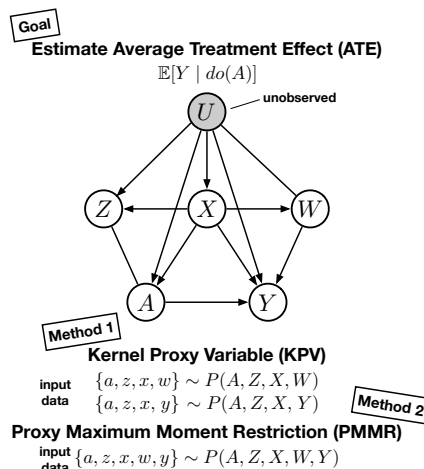 Goal
Estimate Average Treatment Effect (ATE)
𝔼[Y | do(A)]
unobserved
U
Z X W
A Y
Method 1
Kernel Proxy Variable (KPV)
input data {a, z, x, w} ∼ P(A, Z, X, W)
{a, z, x, y} ∼ P(A, Z, X, Y)
Method 2
Proxy Maximum Moment Restriction (PMMR)
input data {a, z, x, w, y} ∼ P(A, Z, X, W, Y)